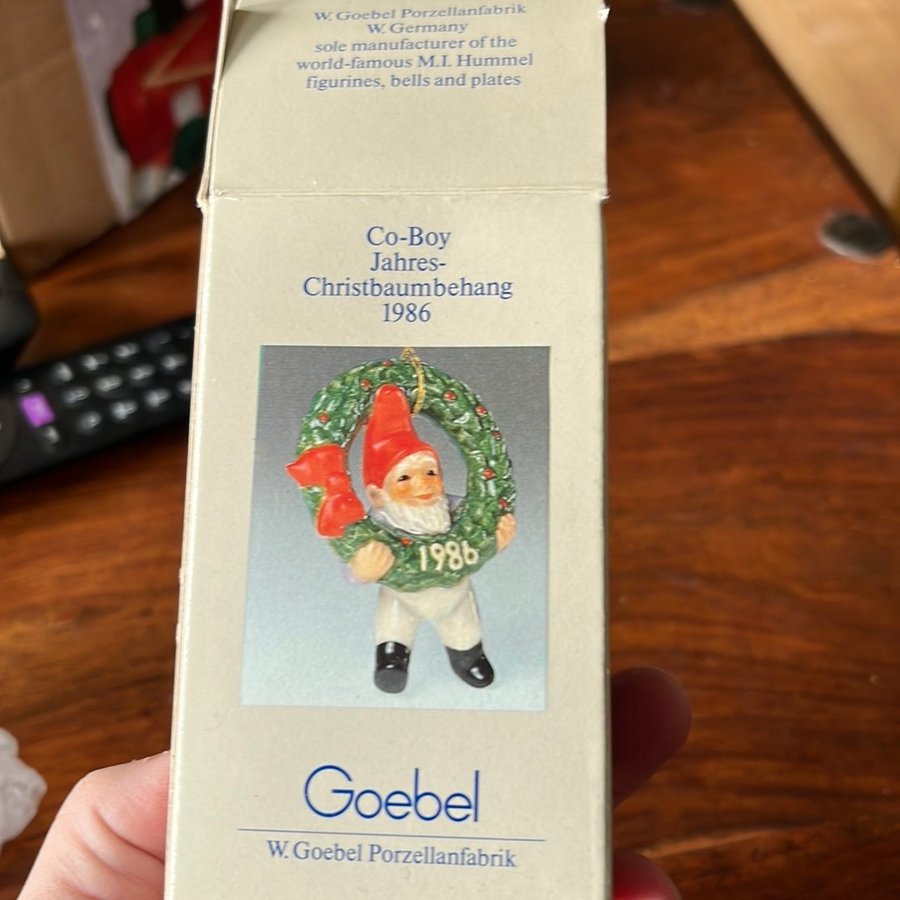 W. Goebel Porzellanfabrik
W. Germany
sole manufacturer of the
world-famous M.I. Hummel
figurines, bells and plates
Co-Boy
Jahres-
Christbaumbehang
1986
1986
Goebel
W. Goebel Porzellanfabrik